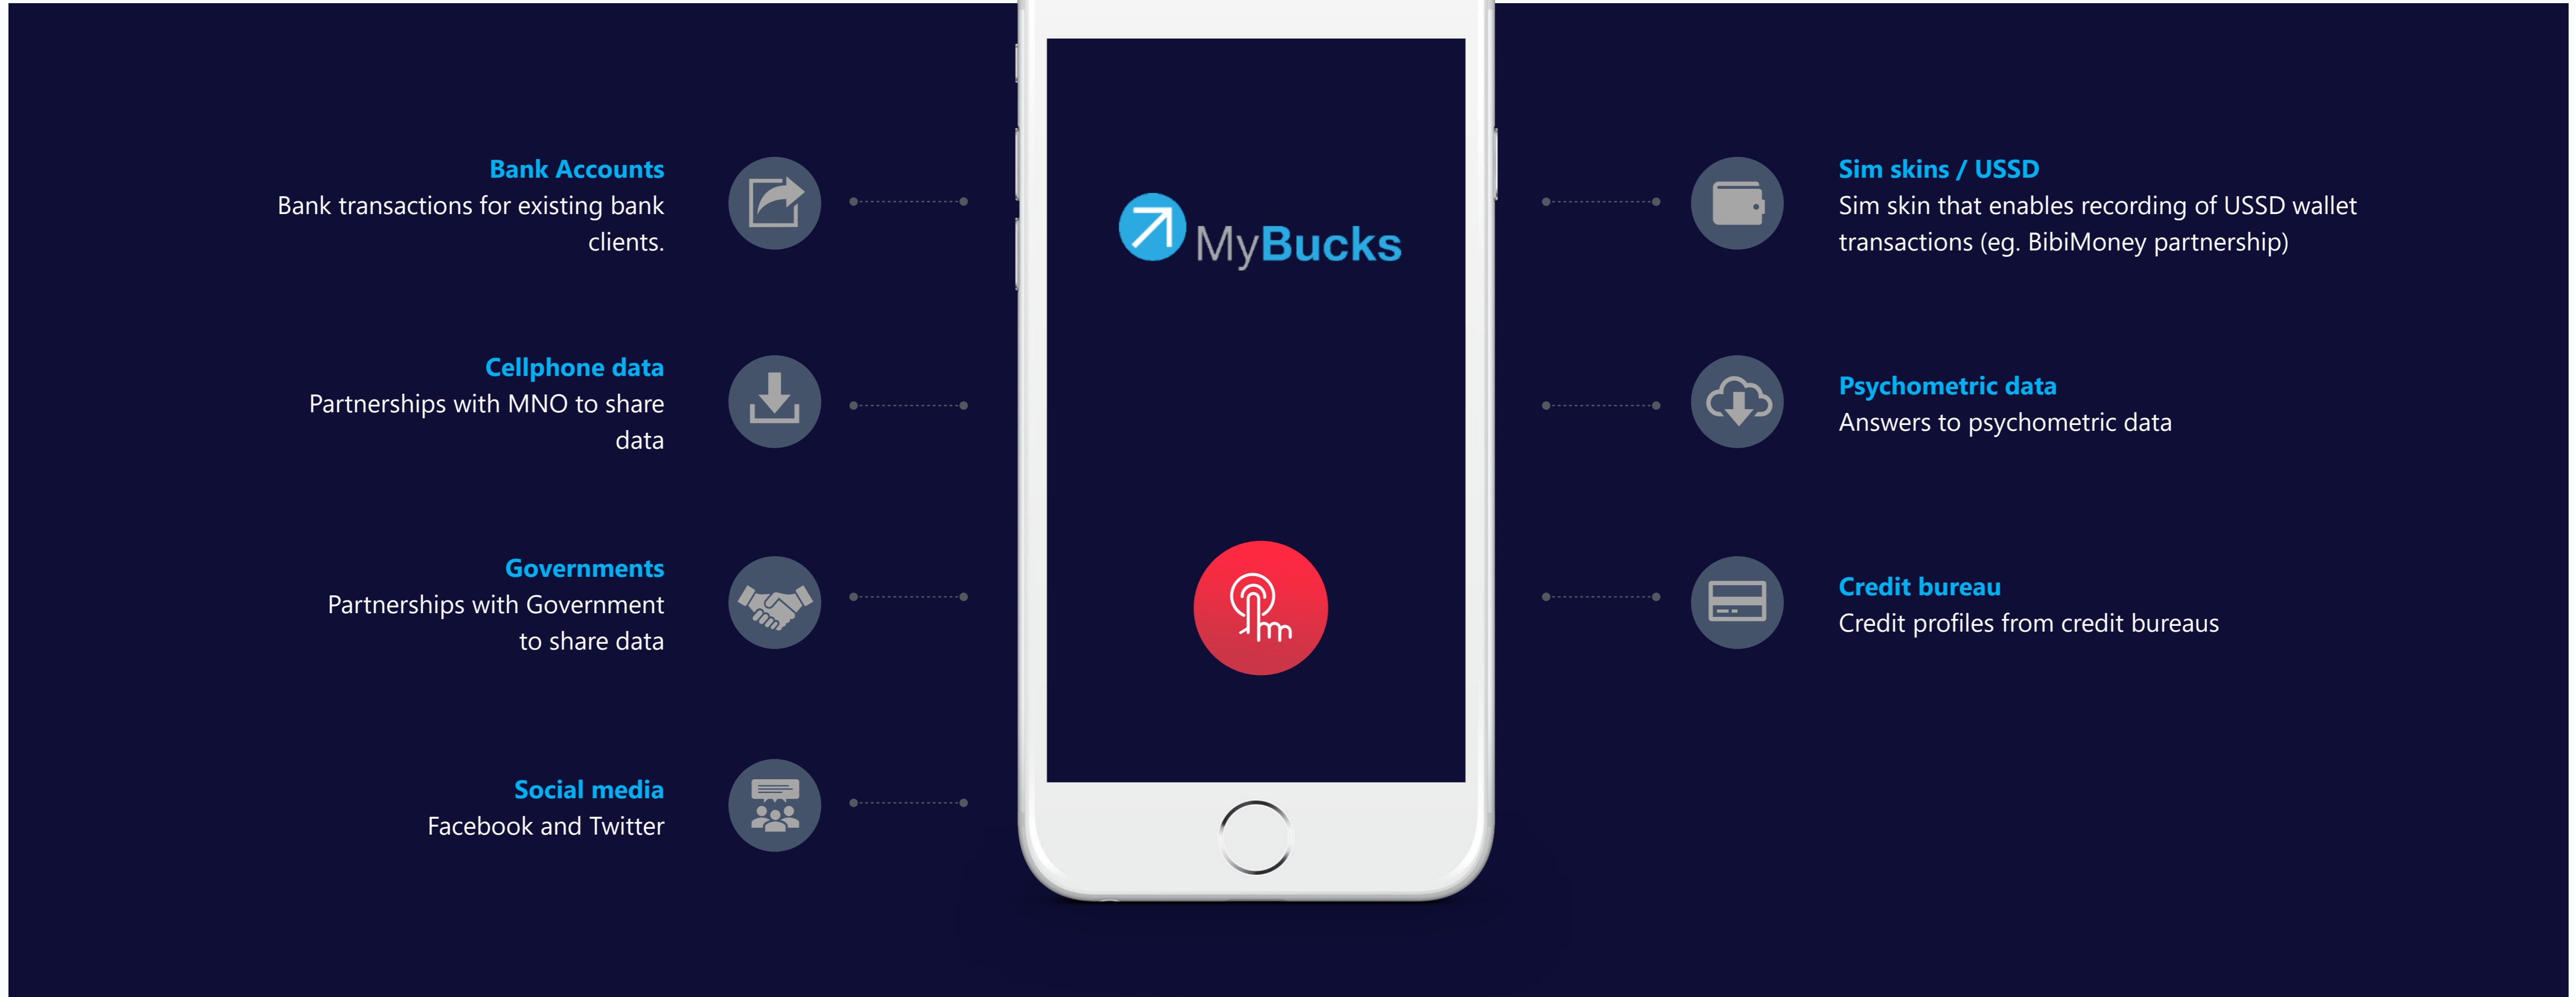 Bank Accounts
Bank transactions for existing bank
clients.
Cellphone data
Partnerships with MNO to share
data
Governments
Partnerships with Government
to share data
Social media
Facebook and Twitter
MyBucks
Sim skins / USSD
Sim skin that enables recording of USSD wallet
transactions (eg. BibiMoney partnership)
Psychometric data
Answers to psychometric data
Credit bureau
Credit profiles from credit bureaus